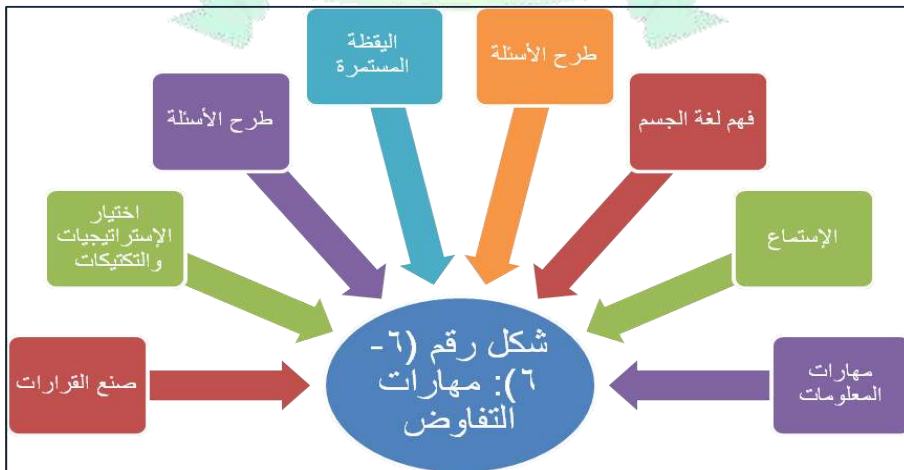 اليقظة
المستمرة
طرح الأسئلة
فهم لغة الجسم
طرح الأسئلة
اختيار
الإستراتيجيات
والتكتيكات
الإستماع
صنع القرارات
شكل رقم (٦-
٦): مهارات
التفاوض
مهارات
المعلومات